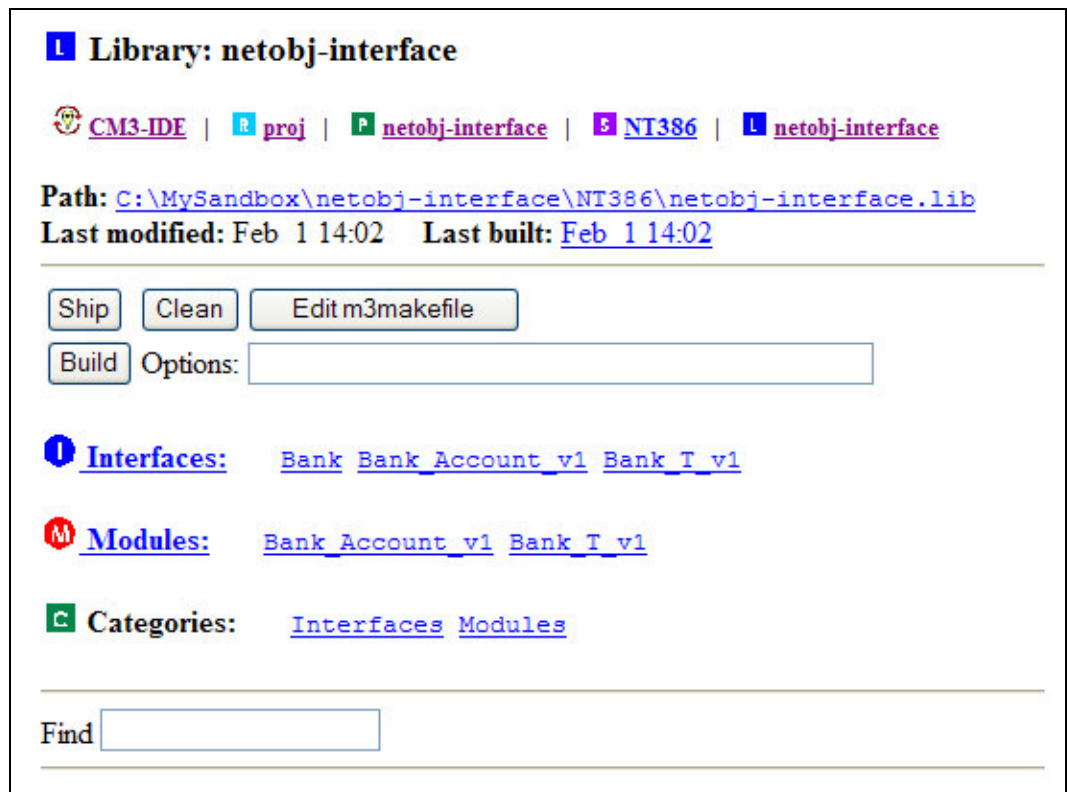 L Library: netobj-interface
CM3-IDE | R proj | P netobj-interface | S NT386 | L netobj-interface
Path: C:\MySandbox\netobj-interface\NT386\netobj-interface.lib
Last modified: Feb 1 14:02 Last built: Feb 1 14:02
Ship Clean Edit m3makefile
Build Options:
I Interfaces: Bank Bank_Account_v1 Bank_T_v1
M Modules: Bank_Account_v1 Bank_T_v1
C Categories: Interfaces Modules
Find